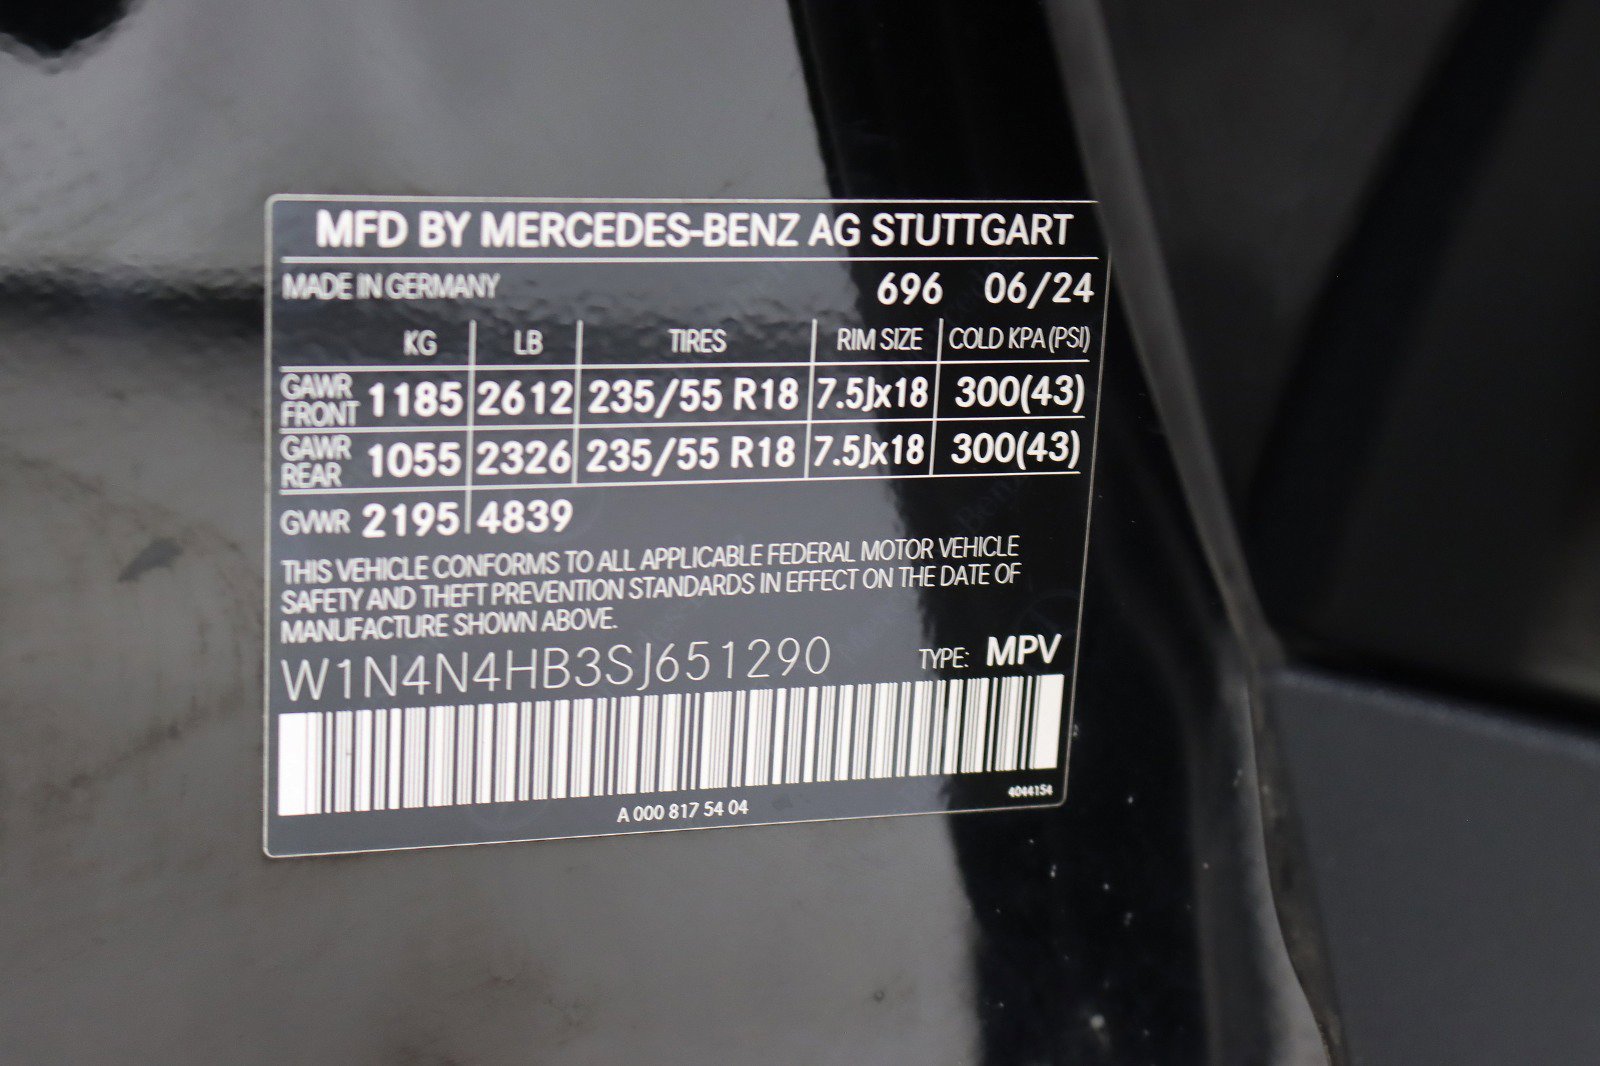 MFD BY MERCEDES-BENZ AG STUTTGART
MADE IN GERMANY 696 06/24
KG LB TIRES RIM SIZE COLD KPA (PSI)
GAWR FRONT 1185 2612 235/55 R18 7.5Jx18 300(43)
GAWR REAR 1055 2326 235/55 R18 7.5Jx18 300(43)
GVWR 2195 4839
THIS VEHICLE CONFORMS TO ALL APPLICABLE FEDERAL MOTOR VEHICLE
SAFETY AND THEFT PREVENTION STANDARDS IN EFFECT ON THE DATE OF
MANUFACTURE SHOWN ABOVE.
W1N4N4HB3SJ651290 TYPE: MPV
A 000 817 54 04
4044154